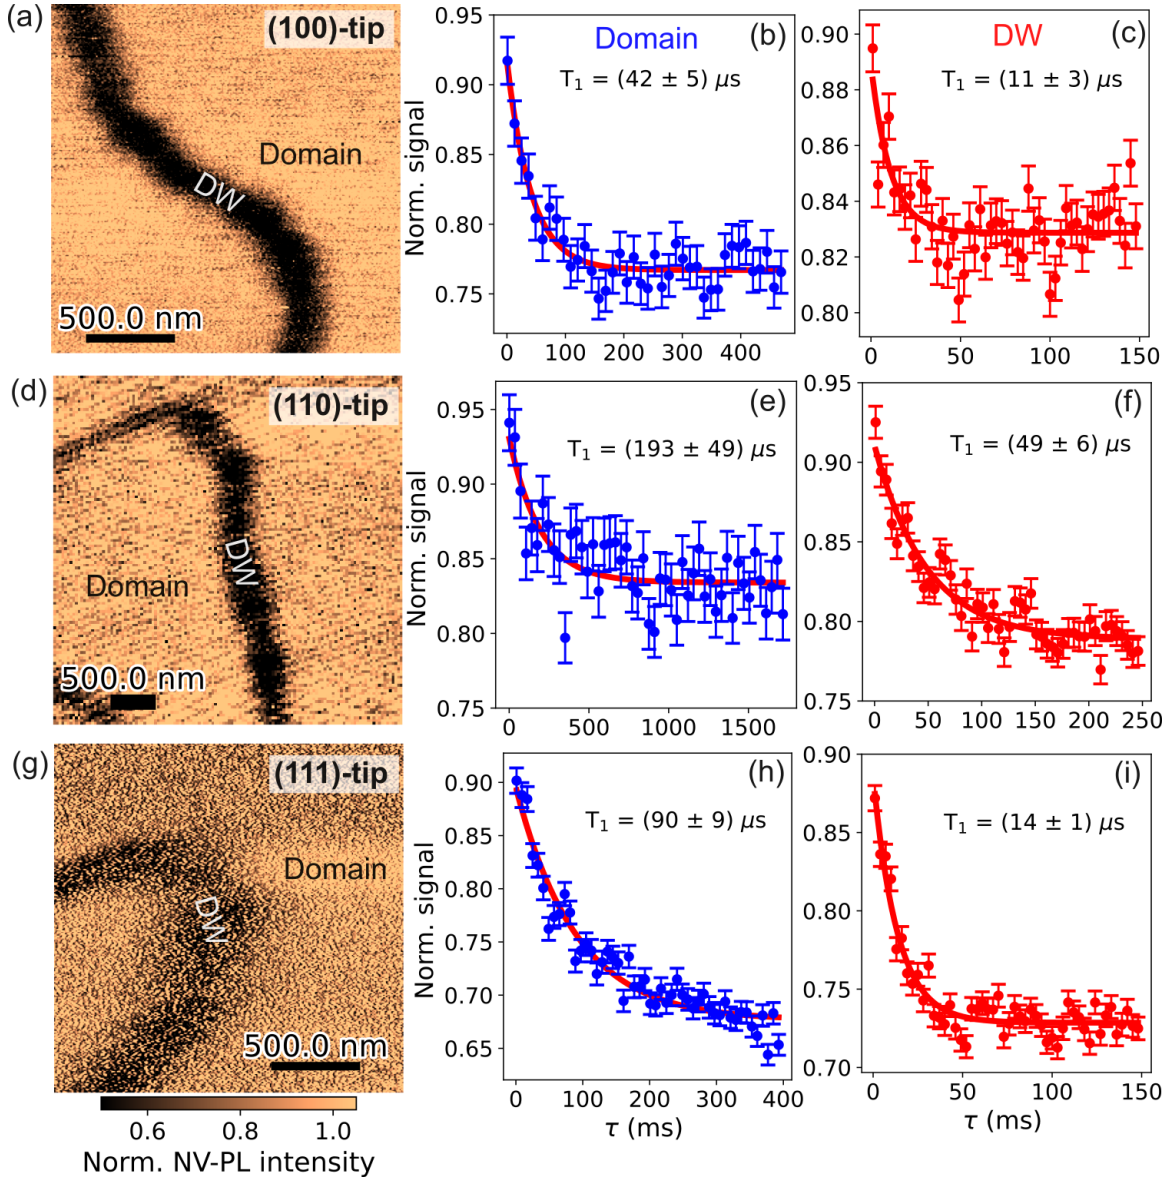 (a)
(100)-tip
Domain
DW
500.0 nm
(b)
Domain
T1 = (42 ± 5) μs
0.95
0.90
0.85
0.80
0.75
Norm. signal
0 100 200 300 400
(c)
DW
T1 = (11 ± 3) μs
0.90
0.88
0.86
0.84
0.82
0.80
0 50 100 150
(d)
(110)-tip
Domain
DW
500.0 nm
(e)
T1 = (193 ± 49) μs
0.95
0.90
0.85
0.80
0.75
Norm. signal
0 500 1000 1500
(f)
T1 = (49 ± 6) μs
0.95
0.90
0.85
0.80
0.75
0 50 100 150 200 250
(g)
(111)-tip
Domain
DW
500.0 nm
0.6 0.8 1.0
Norm. NV-PL intensity
(h)
T1 = (90 ± 9) μs
0.90
0.85
0.80
0.75
0.70
0.65
Norm. signal
0 100 200 300 400
τ (ms)
(i)
T1 = (14 ± 1) μs
0.90
0.85
0.80
0.75
0.70
0 50 100 150
τ (ms)